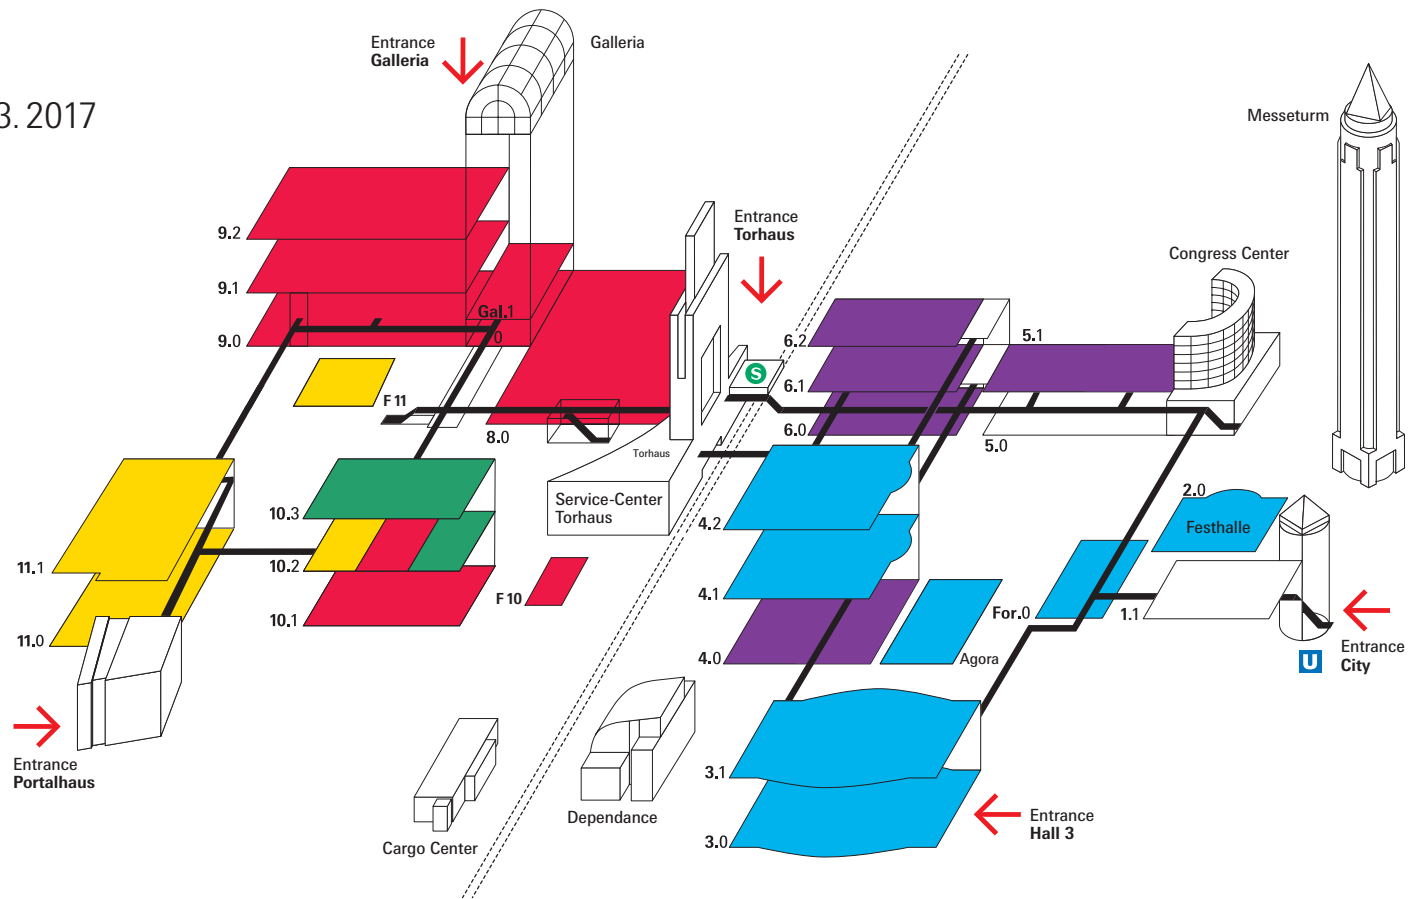 Entrance
Galleria
Galleria
3. 2017
Messeturm
Entrance
Torhaus
9.2
Congress Center
9.1
Gal.1
0
9.0
6.2
5.1
S
6.1
F 11
8.0
6.0
5.0
Torhaus
Service-Center
Torhaus
2.0
Festhalle
10.3
4.2
11.1
10.2
F 10
4.1
10.1
For.0
1.1
11.0
4.0
Agora
Entrance
City
U
Entrance
Portalhaus
3.1
Dependance
Entrance
Hall 3
3.0
Cargo Center